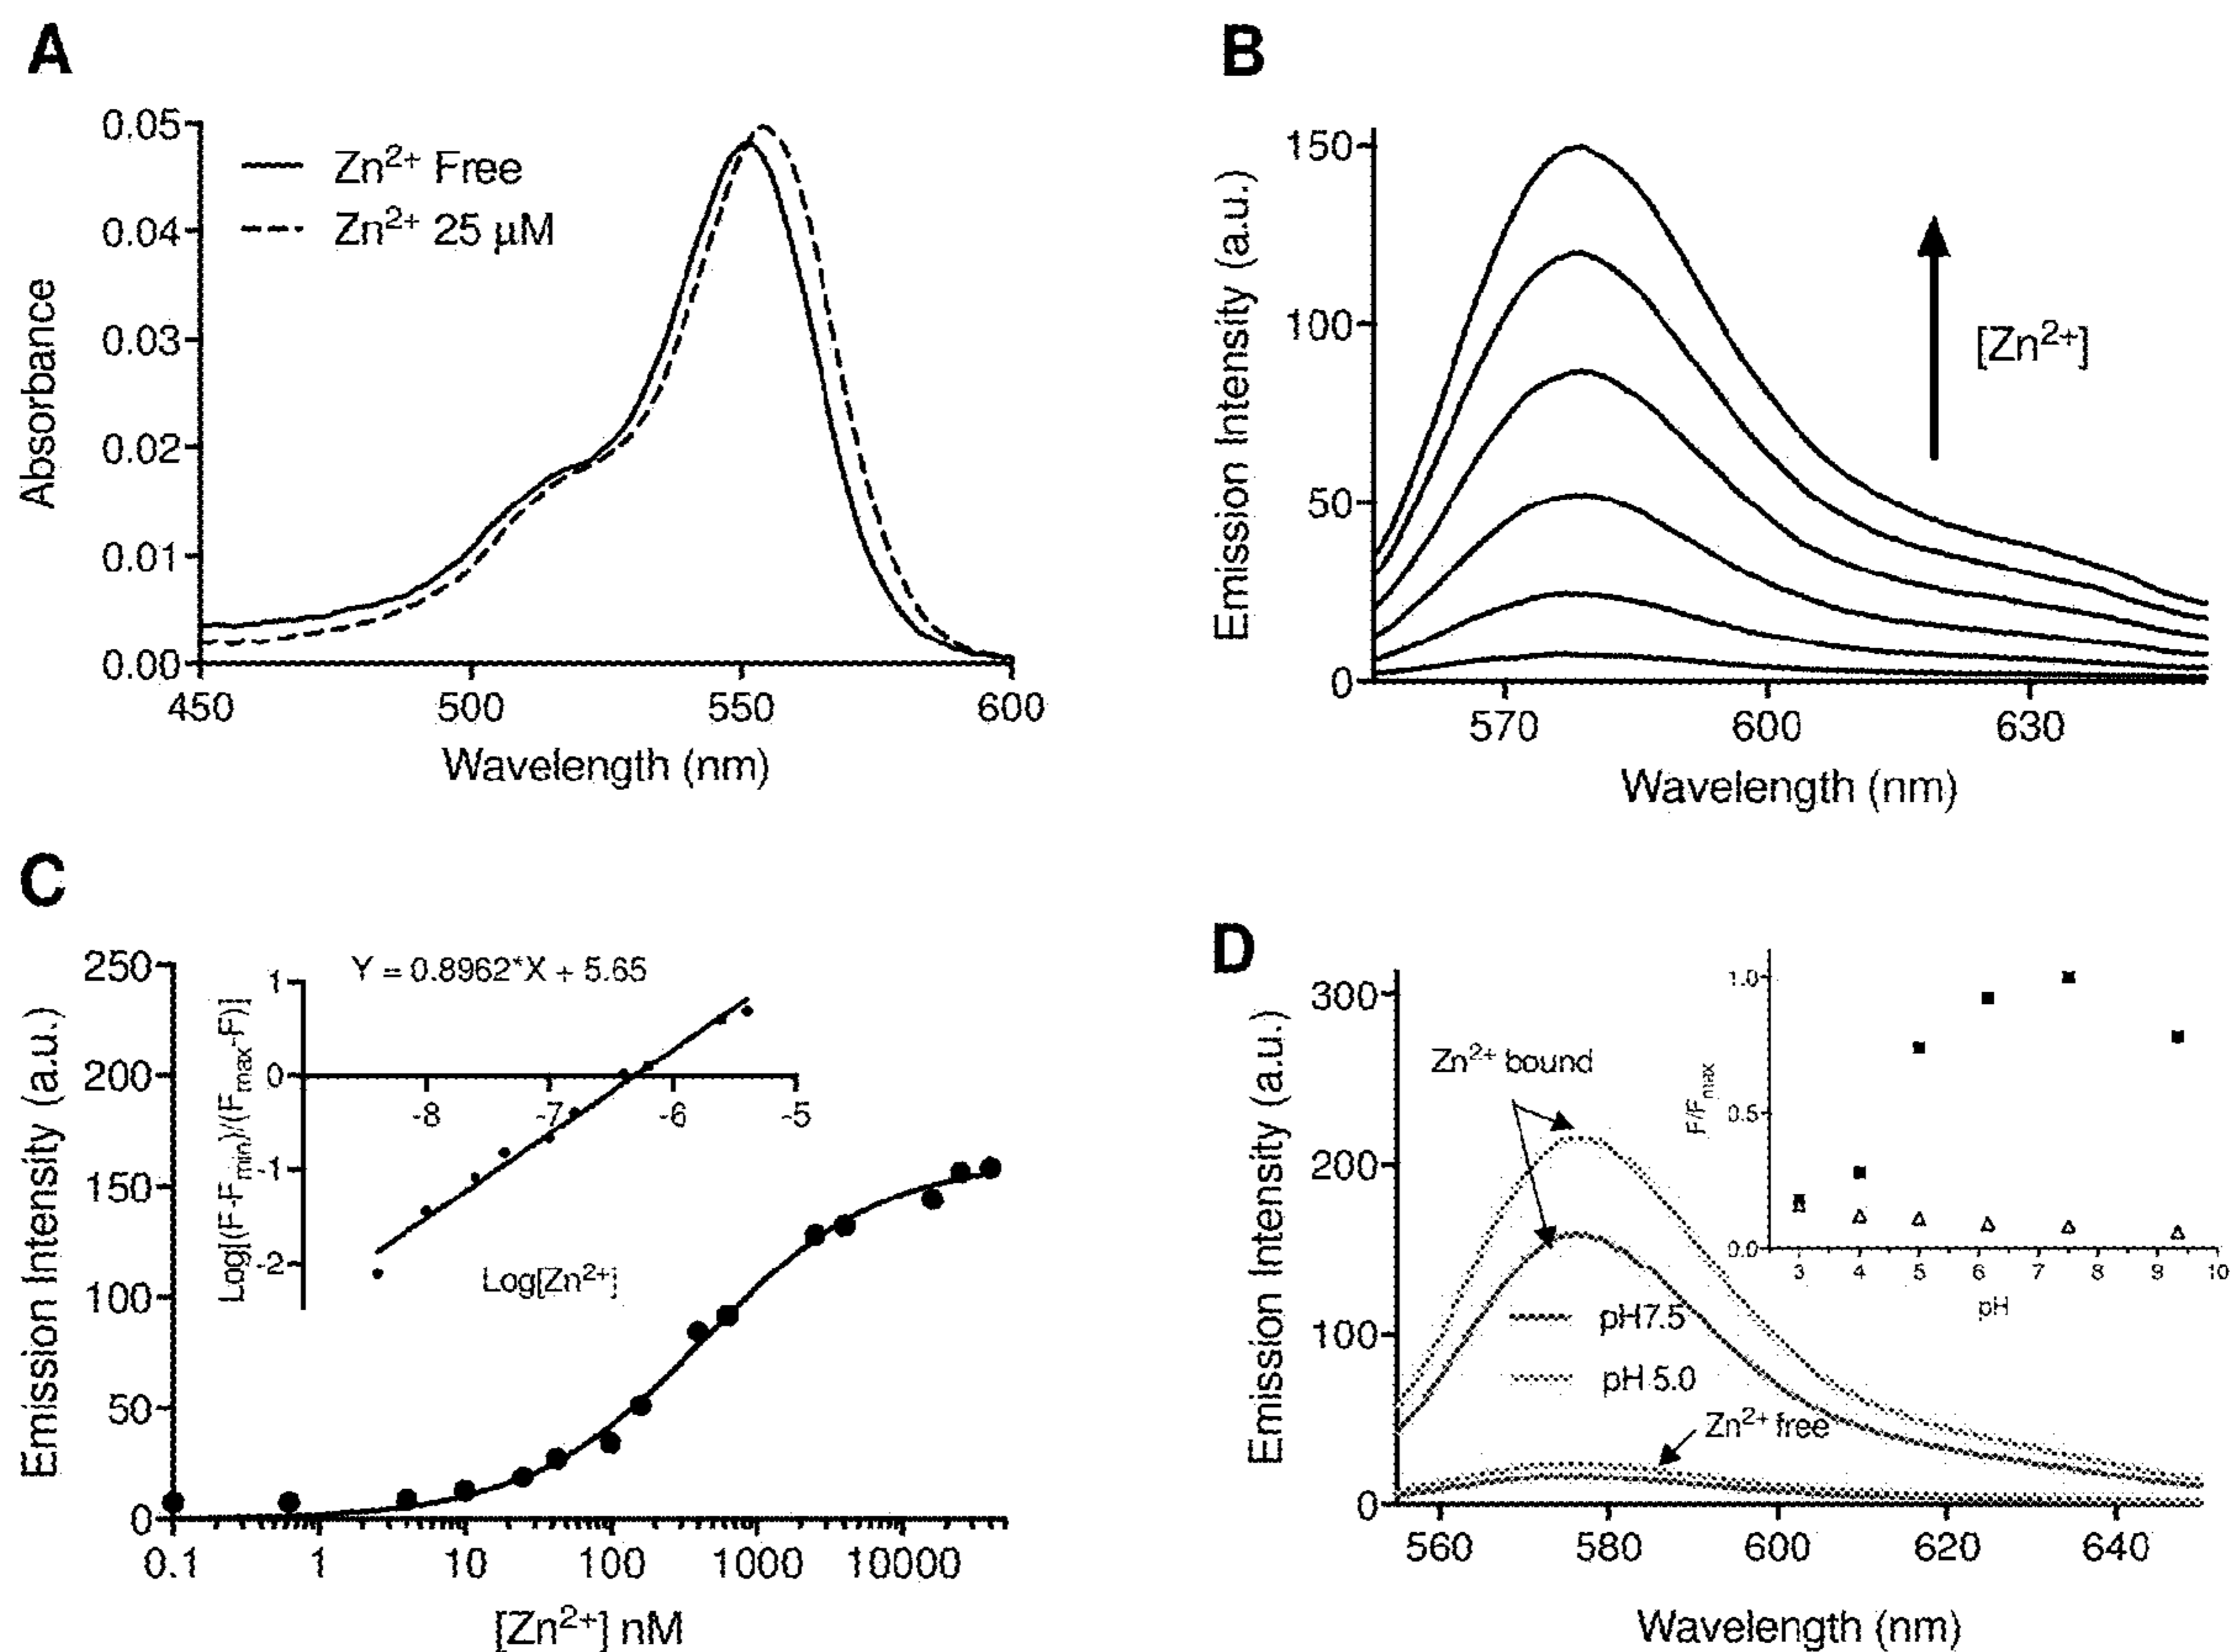 A
0.05
0.04
0.03
0.02
0.01
0.00
Absorbance
Zn2+ Free
Zn2+ 25 µM
450 500 550 600
Wavelength (nm)
B
150
100
50
0
Emission Intensity (a.u.)
[Zn2+]
570 600 630
Wavelength (nm)
C
250
200
150
100
50
0
Emission Intensity (a.u.)
Y = 0.8962*X + 5.65
1
0
-1
-2
Log[(F-Fmin)/(Fmax-F)]
-8 -7 -6 -5
Log[Zn2+]
0.1 1 10 100 1000 10000
[Zn2+] nM
D
300
200
100
0
Emission Intensity (a.u.)
Zn2+ bound
pH7.5
pH 5.0
Zn2+ free
1.0
0.5
0.0
F/Fmax
3 4 5 6 7 8 9 10
pH
560 580 600 620 640
Wavelength (nm)